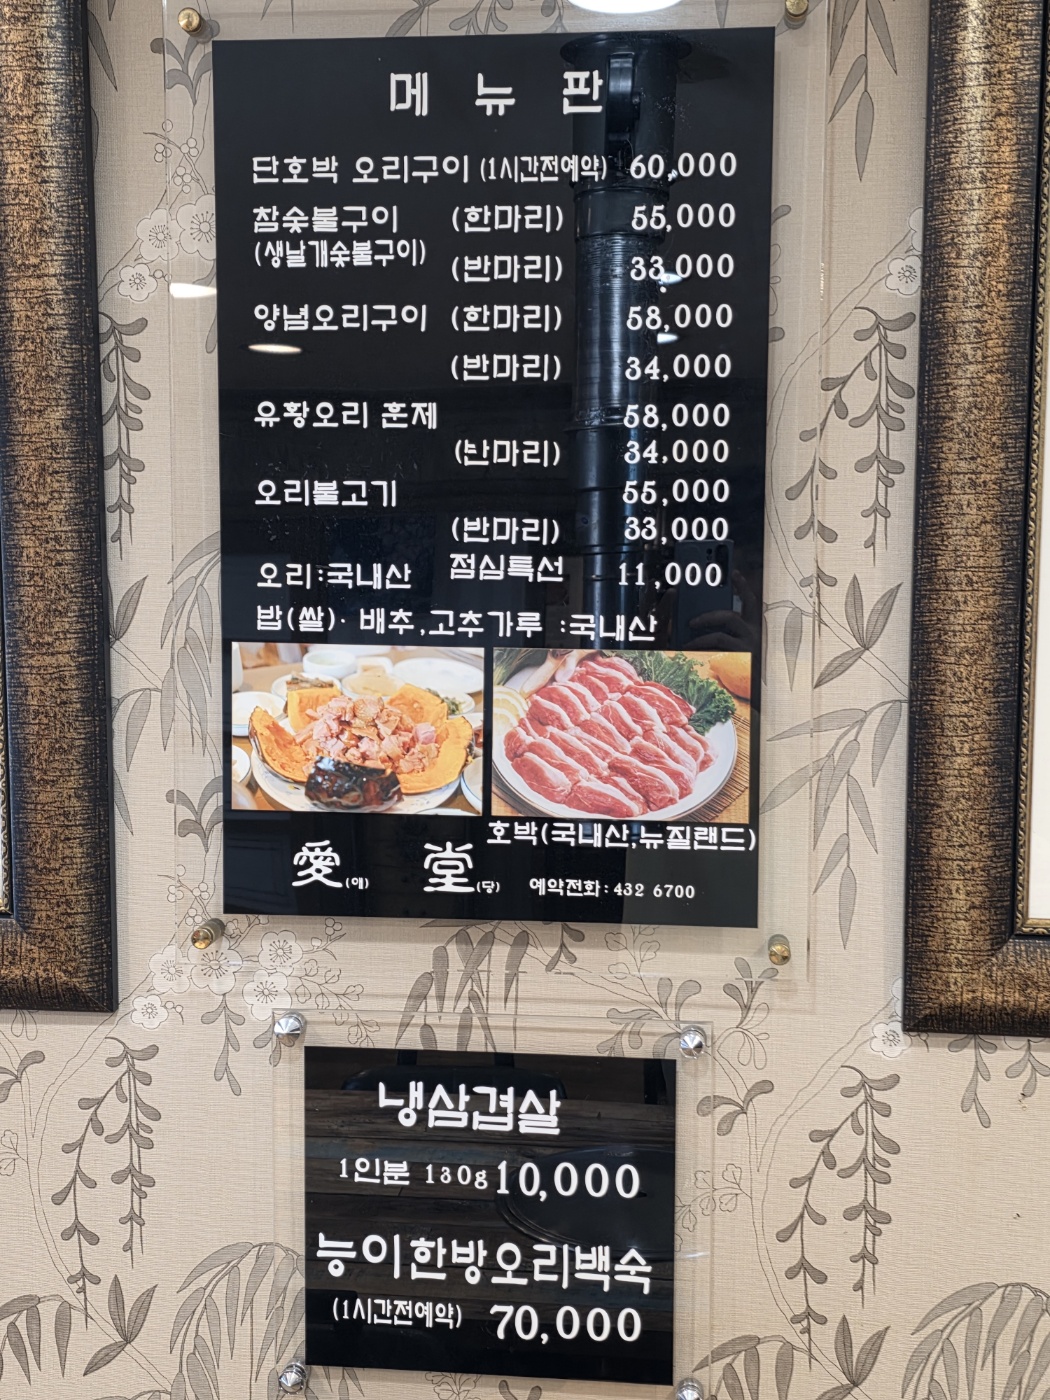 메뉴판
단호박 오리구이 (1시간전예약) 60,000
참숯불구이 (한마리) 55,000
(생날개숯불구이)
(반마리) 33,000
양념오리구이 (한마리) 58,000
(반마리) 34,000
유황오리 훈제 58,000
(반마리) 34,000
오리불고기 55,000
(반마리) 33,000
오리:국내산 점심특선 11,000
밥(쌀)· 배추,고추가루 :국내산
호박(국내산,뉴질랜드)
愛(애) 堂(당) 예약전화:432 6700
냉삼겹살
1인분 130g 10,000
능이한방오리백숙
(1시간전예약) 70,000